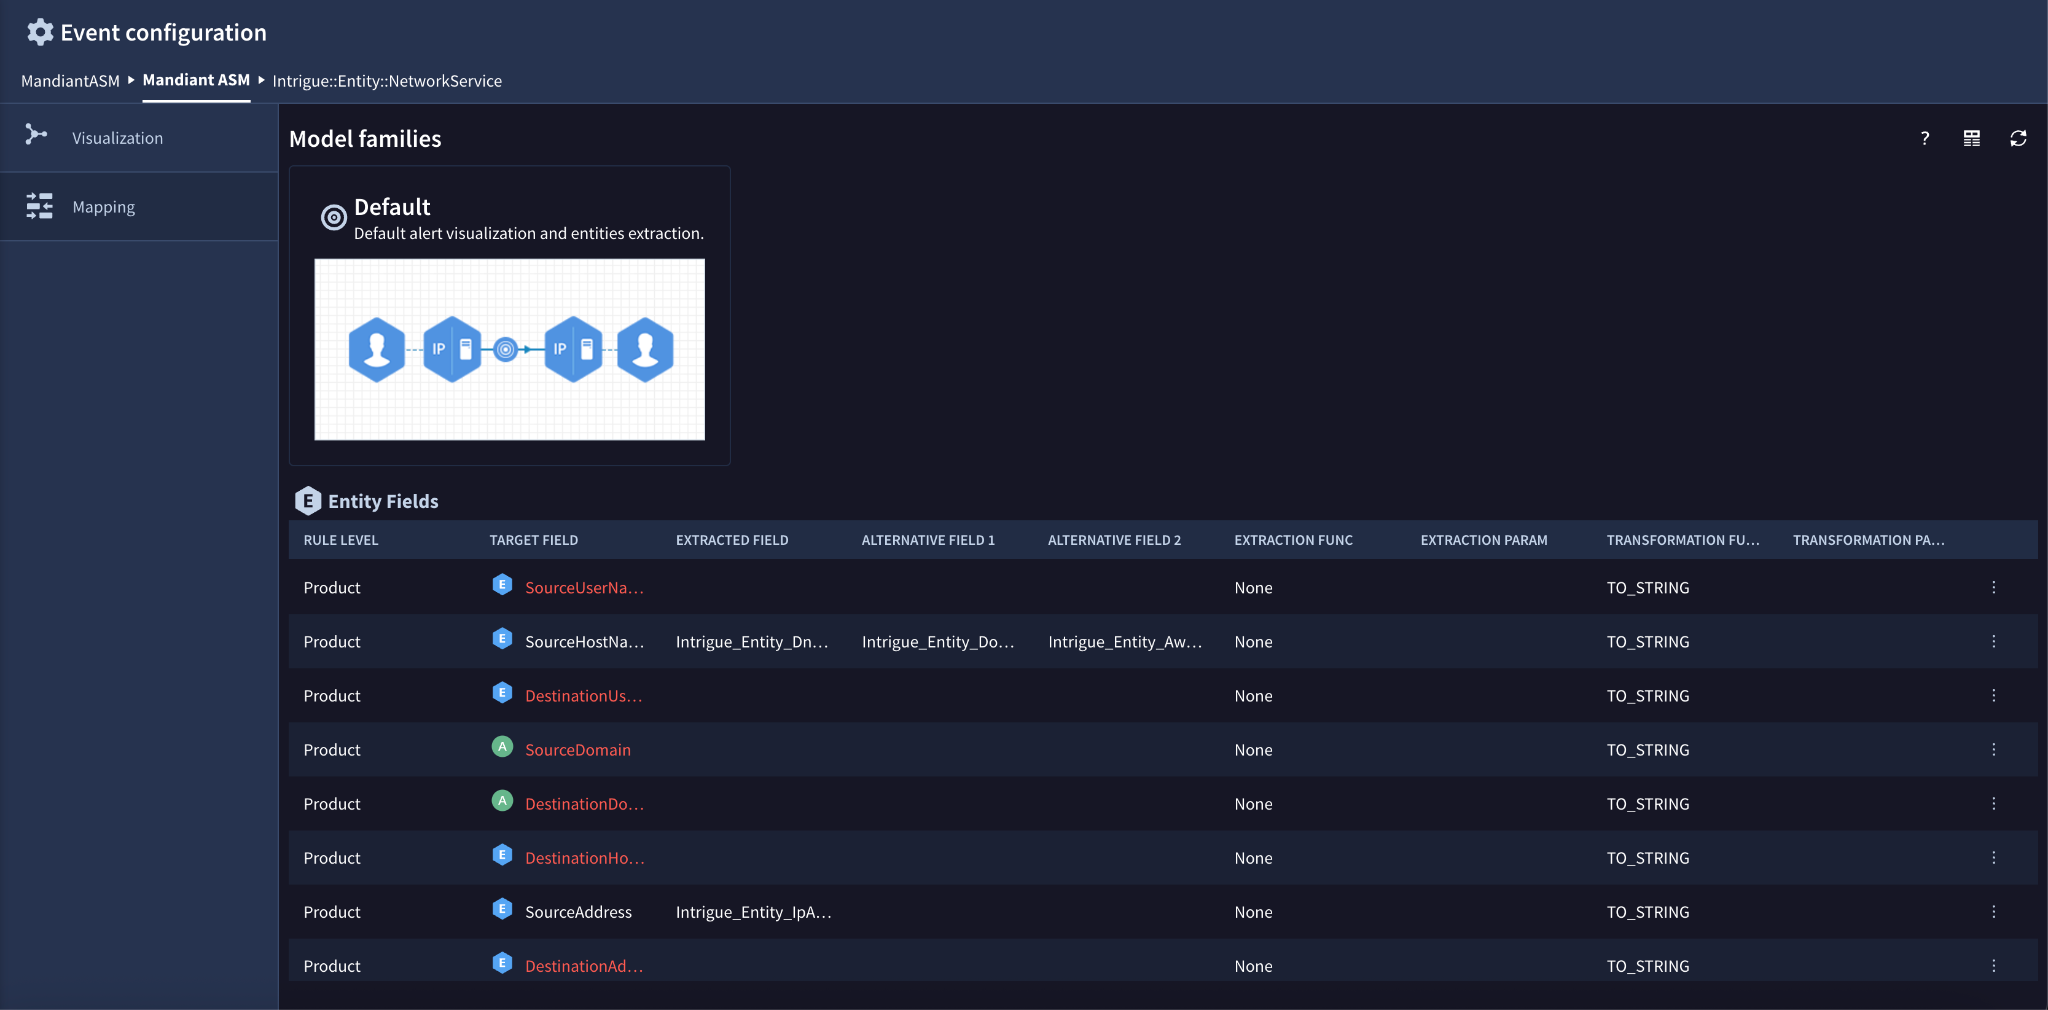 Event configuration
MandiantASM Mandiant ASM Intrigue::Entity::NetworkService
Visualization
Mapping
Model families
?
Default
Default alert visualization and entities extraction.
IP IP
E Entity Fields
RULE LEVEL TARGET FIELD EXTRACTED FIELD ALTERNATIVE FIELD 1 ALTERNATIVE FIELD 2 EXTRACTION FUNC EXTRACTION PARAM TRANSFORMATION FU... TRANSFORMATION PA...
Product E SourceUserNa... None TO_STRING
Product E SourceHostNa... Intrigue_Entity_Dn... Intrigue_Entity_Do... Intrigue_Entity_Aw... None TO_STRING
Product E DestinationUs... None TO_STRING
Product A SourceDomain None TO_STRING
Product A DestinationDo... None TO_STRING
Product E DestinationHo... None TO_STRING
Product E SourceAddress Intrigue_Entity_IpA... None TO_STRING
Product E DestinationAd... None TO_STRING